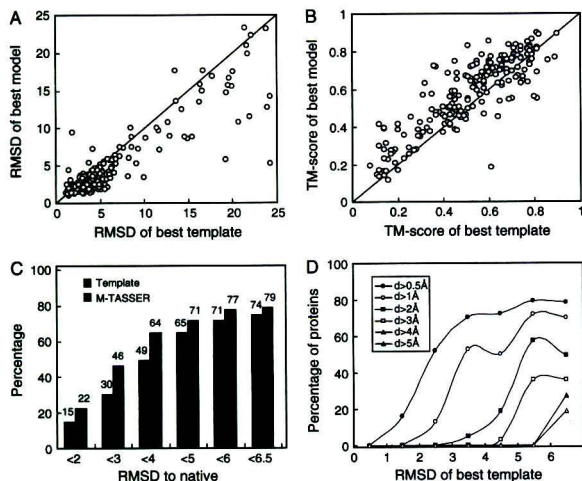 A
RMSD of best model
25
20
15
10
5
0
0 5 10 15 20 25
RMSD of best template
B
TM-score of best model
1
0.8
0.6
0.4
0.2
0
0 0.2 0.4 0.6 0.8 1
TM-score of best template
C
Percentage
100
80
60
40
20
0
Template
M-TASSER
15 22 30 46 49 64 65 71 71 77 74 79
<2 <3 <4 <5 <6 <6.5
RMSD to native
D
Percentage of proteins
100
80
60
40
20
0
d>0.5Å
d>1Å
d>2Å
d>3Å
d>4Å
d>5Å
0 1 2 3 4 5 6
RMSD of best template